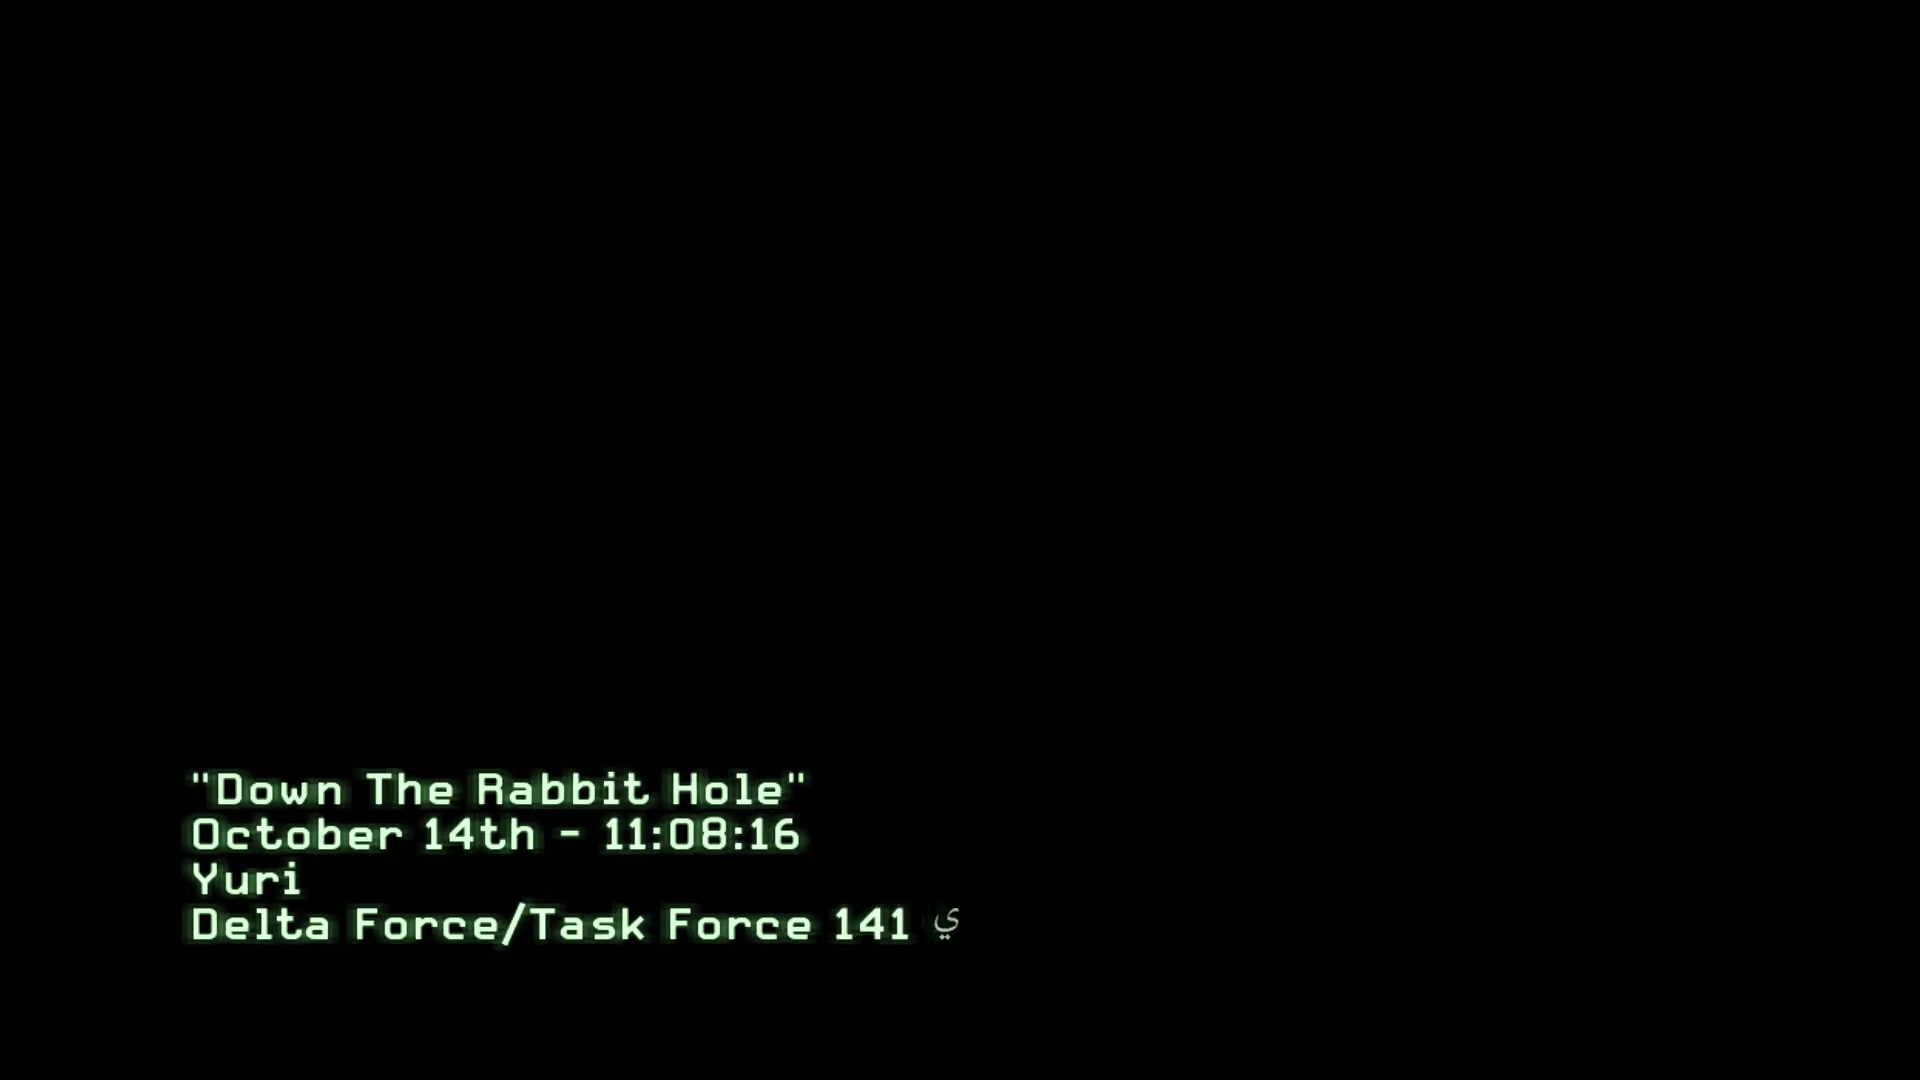 "Down The Rabbit Hole"
October 14th - 11:08:16
Yuri
Delta Force/Task Force 141 ي